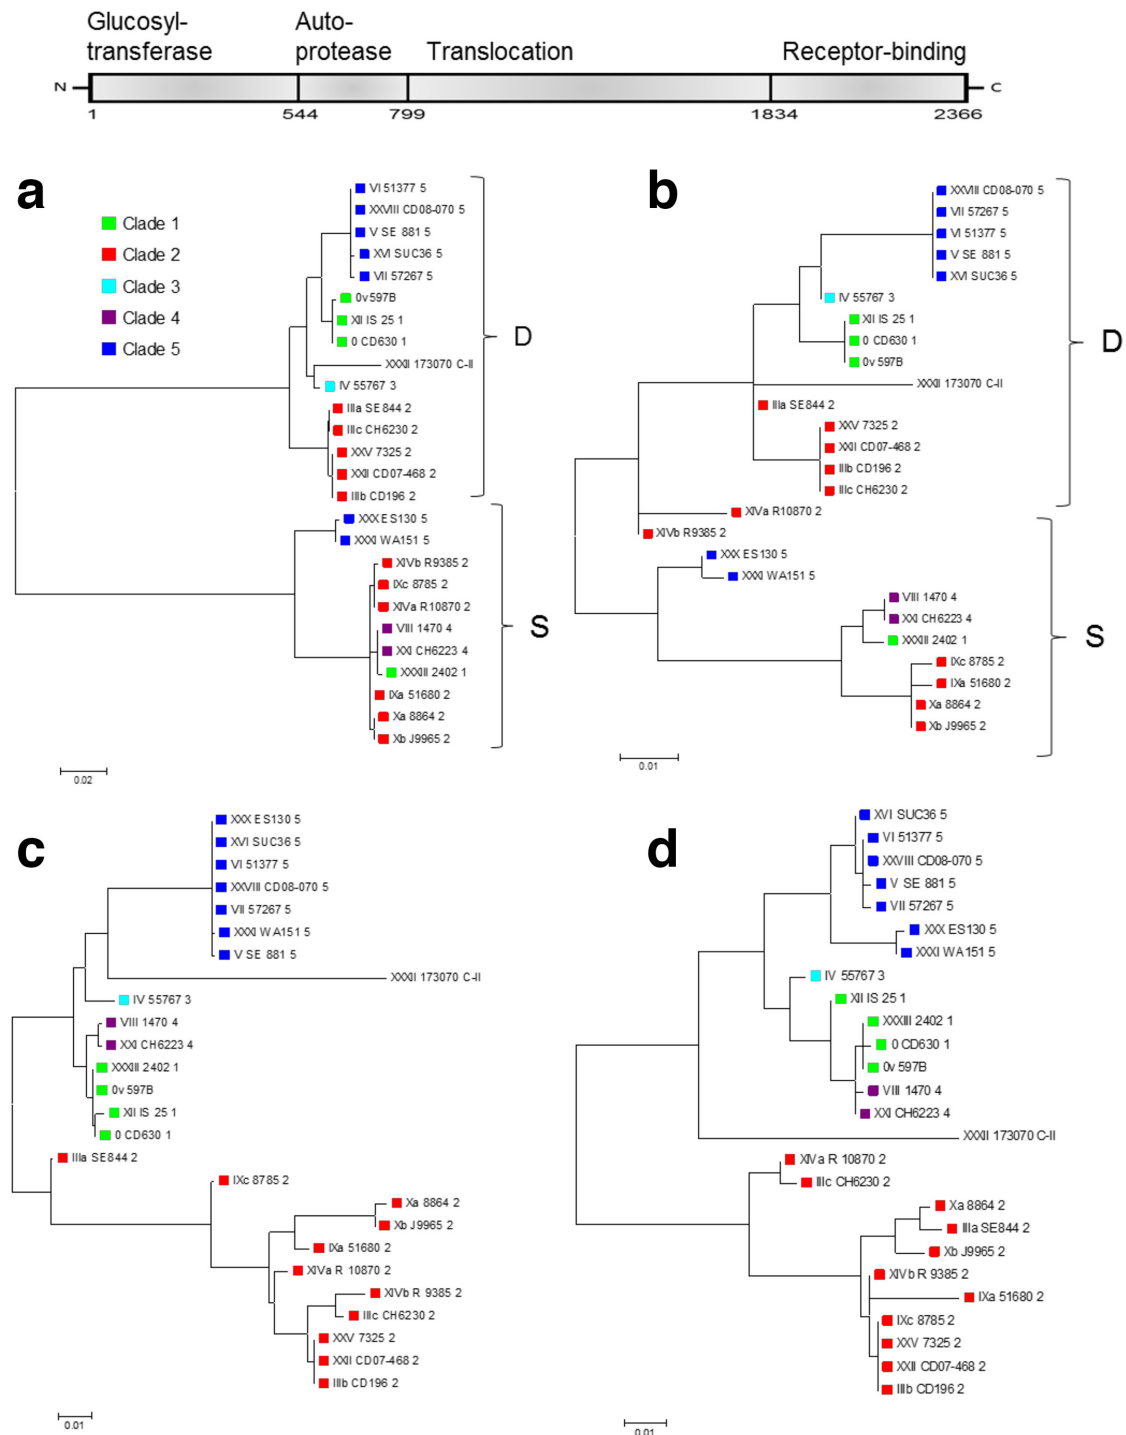 Glucosyl-
transferase
Auto-
protease
Translocation
Receptor-binding
N
C
1
544
799
1834
2366
a
Clade 1
Clade 2
Clade 3
Clade 4
Clade 5
VI 51377 5
XXVIII CD08-070 5
V SE 881 5
XVI SUC36 5
VII 57267 5
0v597B
XII IS 25 1
0 CD630 1
XXXII 173070 C-II
IV 55767 3
IIIa SE844 2
IIIc CH6230 2
XXV 7325 2
XXII CD07-468 2
IIIb CD196 2
D
XXX ES130 5
XXXI WA151 5
XIVb R9385 2
IXc 8785 2
XIVa R10870 2
VIII 1470 4
XXI CH6223 4
XXXIII 2402 1
IXa 51680 2
Xa 8864 2
Xb J9965 2
S
0.02
b
XXVIII CD08-070 5
VII 57267 5
VI 51377 5
V SE 881 5
XVI SUC36 5
IV 55767 3
XII IS 25 1
0 CD630 1
0v 597B
XXXII 173070 C-II
IIIa SE844 2
XXV 7325 2
XXII CD07-468 2
IIIb CD196 2
IIIc CH6230 2
D
XIVa R10870 2
XIVb R9385 2
XXX ES130 5
XXXI WA151 5
VIII 1470 4
XXI CH6223 4
XXXIII 2402 1
IXc 8785 2
IXa 51680 2
Xa 8864 2
Xb J9965 2
S
0.01
c
XXX ES130 5
XVI SUC36 5
VI 51377 5
XXVIII CD08-070 5
VII 57267 5
XXXI WA151 5
V SE 881 5
XXXII 173070 C-II
IV 55767 3
VIII 1470 4
XXI CH6223 4
XXXIII 2402 1
0v 597B
XII IS 25 1
0 CD630 1
IIIa SE844 2
IXc 8785 2
Xa 8864 2
Xb J9965 2
IXa 51680 2
XIVa R 10870 2
XIVb R 9385 2
IIIc CH6230 2
XXV 7325 2
XXII CD07-468 2
IIIb CD196 2
0.01
d
XVI SUC36 5
VI 51377 5
XXVIII CD08-070 5
V SE 881 5
VII 57267 5
XXX ES130 5
XXXI WA151 5
IV 55767 3
XII IS 25 1
XXXIII 2402 1
0 CD630 1
0v 597B
VIII 1470 4
XXI CH6223 4
XXXII 173070 C-II
XIVa R 10870 2
IIIc CH6230 2
Xa 8864 2
IIIa SE844 2
Xb J9965 2
XIVb R 9385 2
IXa 51680 2
IXc 8785 2
XXV 7325 2
XXII CD07-468 2
IIIb CD196 2
0.01